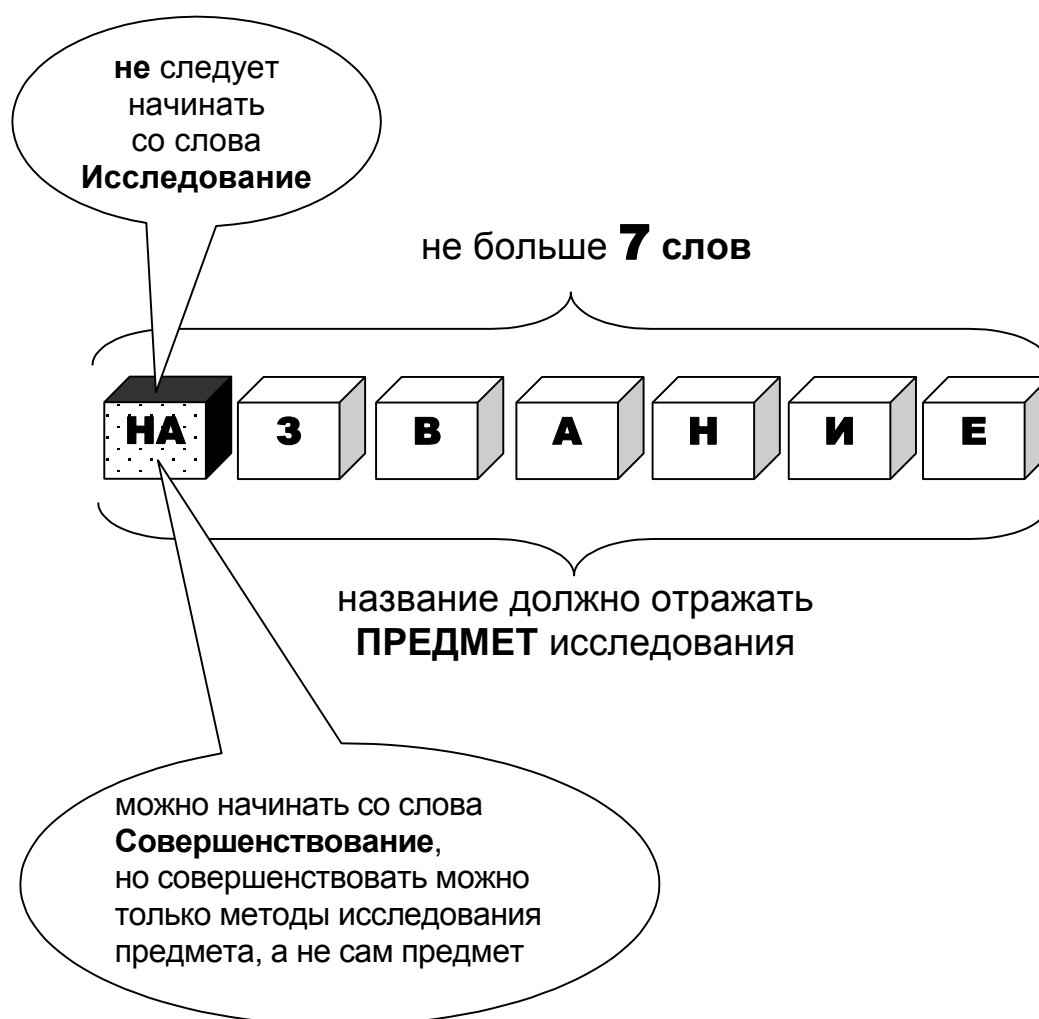 не следует
начинать
со слова
Исследование
не больше 7 слов
НА З В А Н И Е
название должно отражать
ПРЕДМЕТ исследования
можно начинать со слова
Совершенствование,
но совершенствовать можно
только методы исследования
предмета, а не сам предмет